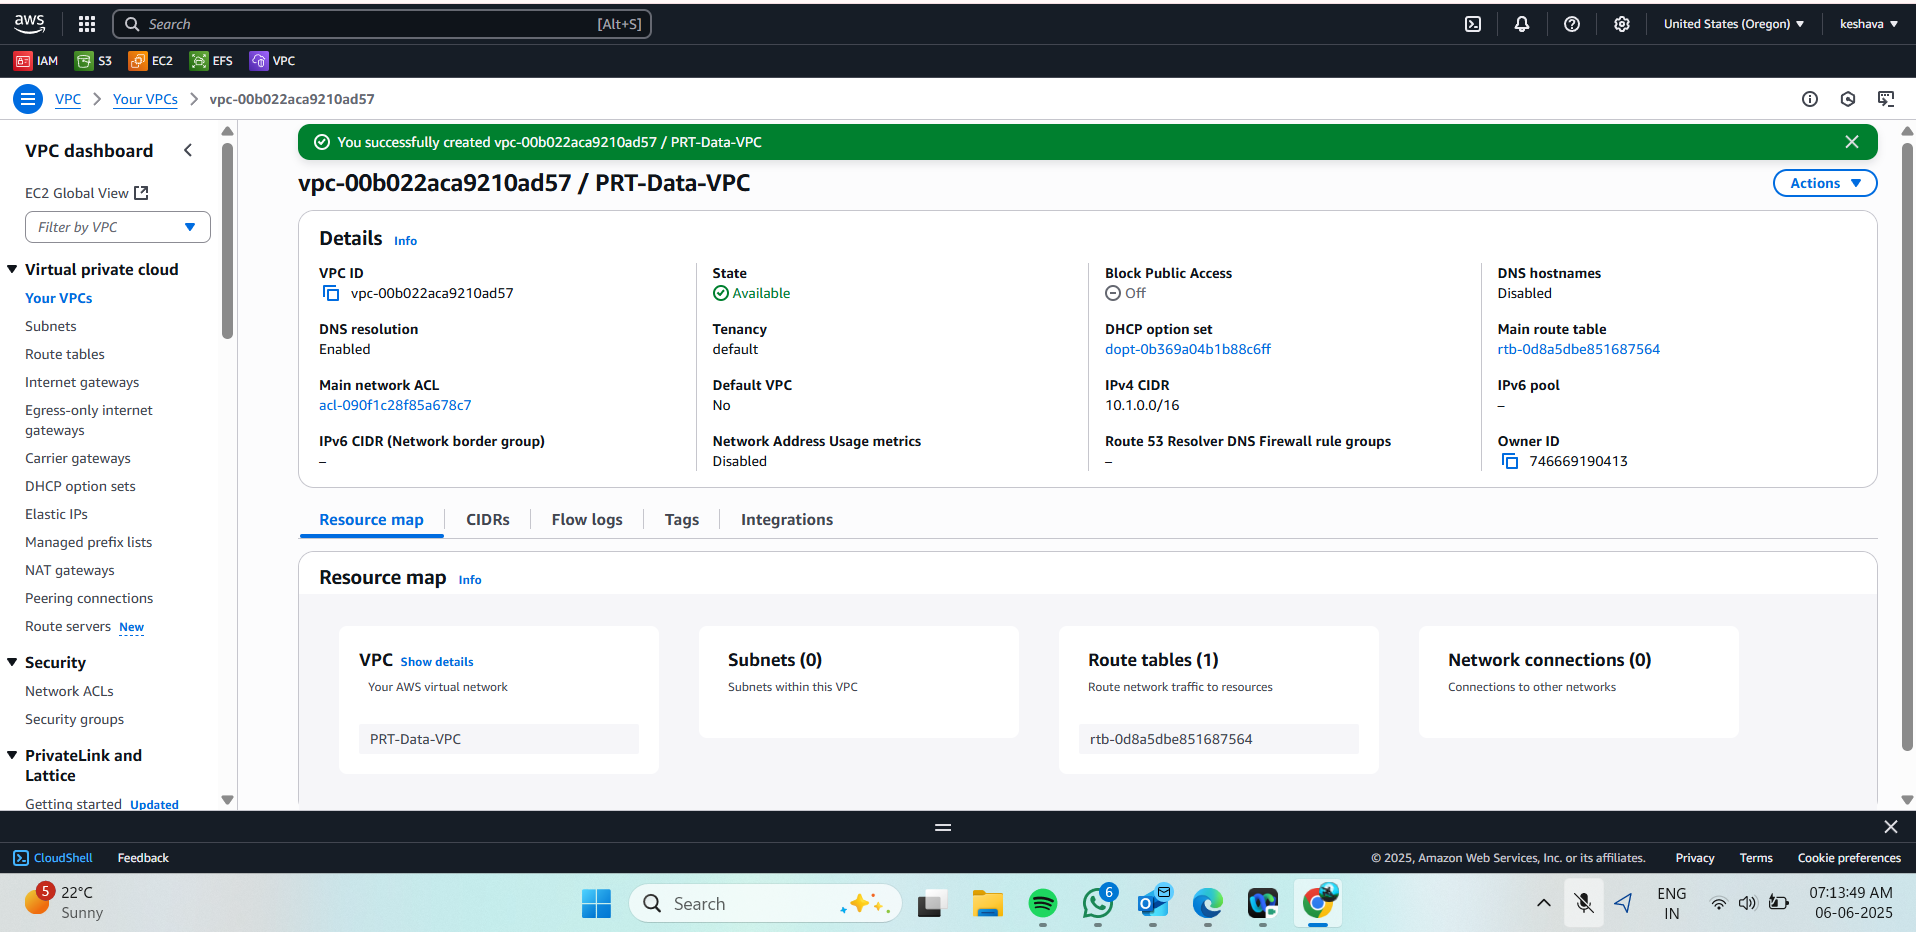 aws
Search [Alt+S]
United States (Oregon)
keshava
IAM S3 EC2 EFS VPC
VPC Your VPCs vpc-00b022aca9210ad57
VPC dashboard
EC2 Global View
Filter by VPC
Virtual private cloud
Your VPCs
Subnets
Route tables
Internet gateways
Egress-only internet
gateways
Carrier gateways
DHCP option sets
Elastic IPs
Managed prefix lists
NAT gateways
Peering connections
Route servers New
Security
Network ACLs
Security groups
PrivateLink and
Lattice
Getting started Updated
You successfully created vpc-00b022aca9210ad57 / PRT-Data-VPC
vpc-00b022aca9210ad57 / PRT-Data-VPC
Actions
Details Info
VPC ID
vpc-00b022aca9210ad57
State
Available
Block Public Access
Off
DNS hostnames
Disabled
DNS resolution
Enabled
Tenancy
default
DHCP option set
dopt-0b369a04b1b88c6ff
Main route table
rtb-0d8a5dbe851687564
Main network ACL
acl-090f1c28f85a678c7
Default VPC
No
IPv4 CIDR
10.1.0.0/16
IPv6 pool
–
IPv6 CIDR (Network border group)
–
Network Address Usage metrics
Disabled
Route 53 Resolver DNS Firewall rule groups
–
Owner ID
746669190413
Resource map CIDRs Flow logs Tags Integrations
Resource map Info
VPC Show details
Your AWS virtual network
PRT-Data-VPC
Subnets (0)
Subnets within this VPC
Route tables (1)
Route network traffic to resources
rtb-0d8a5dbe851687564
Network connections (0)
Connections to other networks
CloudShell Feedback
© 2025, Amazon Web Services, Inc. or its affiliates. Privacy Terms Cookie preferences
5
22°C
Sunny
Search
6
ENG
IN
07:13:49 AM
06-06-2025